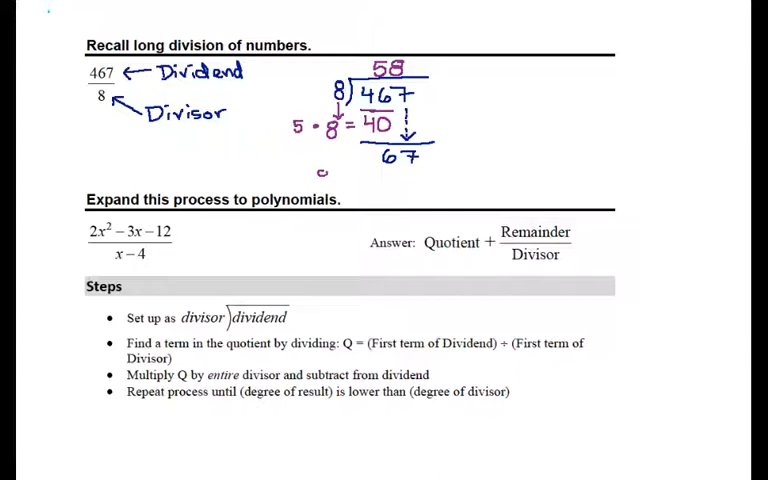 Recall long division of numbers.
467 ← Dividend
8 ← Divisor
58
8)467
5 · 8 = 40
67
Expand this process to polynomials.
2x² – 3x – 12
x – 4
Answer: Quotient + Remainder
Divisor
Steps
• Set up as divisor)dividend
• Find a term in the quotient by dividing: Q = (First term of Dividend) ÷ (First term of
Divisor)
• Multiply Q by entire divisor and subtract from dividend
• Repeat process until (degree of result) is lower than (degree of divisor)